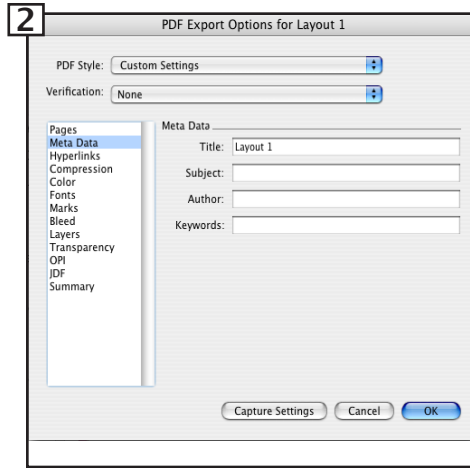 2
PDF Export Options for Layout 1
PDF Style: Custom Settings
Verification: None
Pages
Meta Data
Hyperlinks
Compression
Color
Fonts
Marks
Bleed
Layers
Transparency
OPI
JDF
Summary
Meta Data
Title: Layout 1
Subject:
Author:
Keywords:
Capture Settings Cancel OK